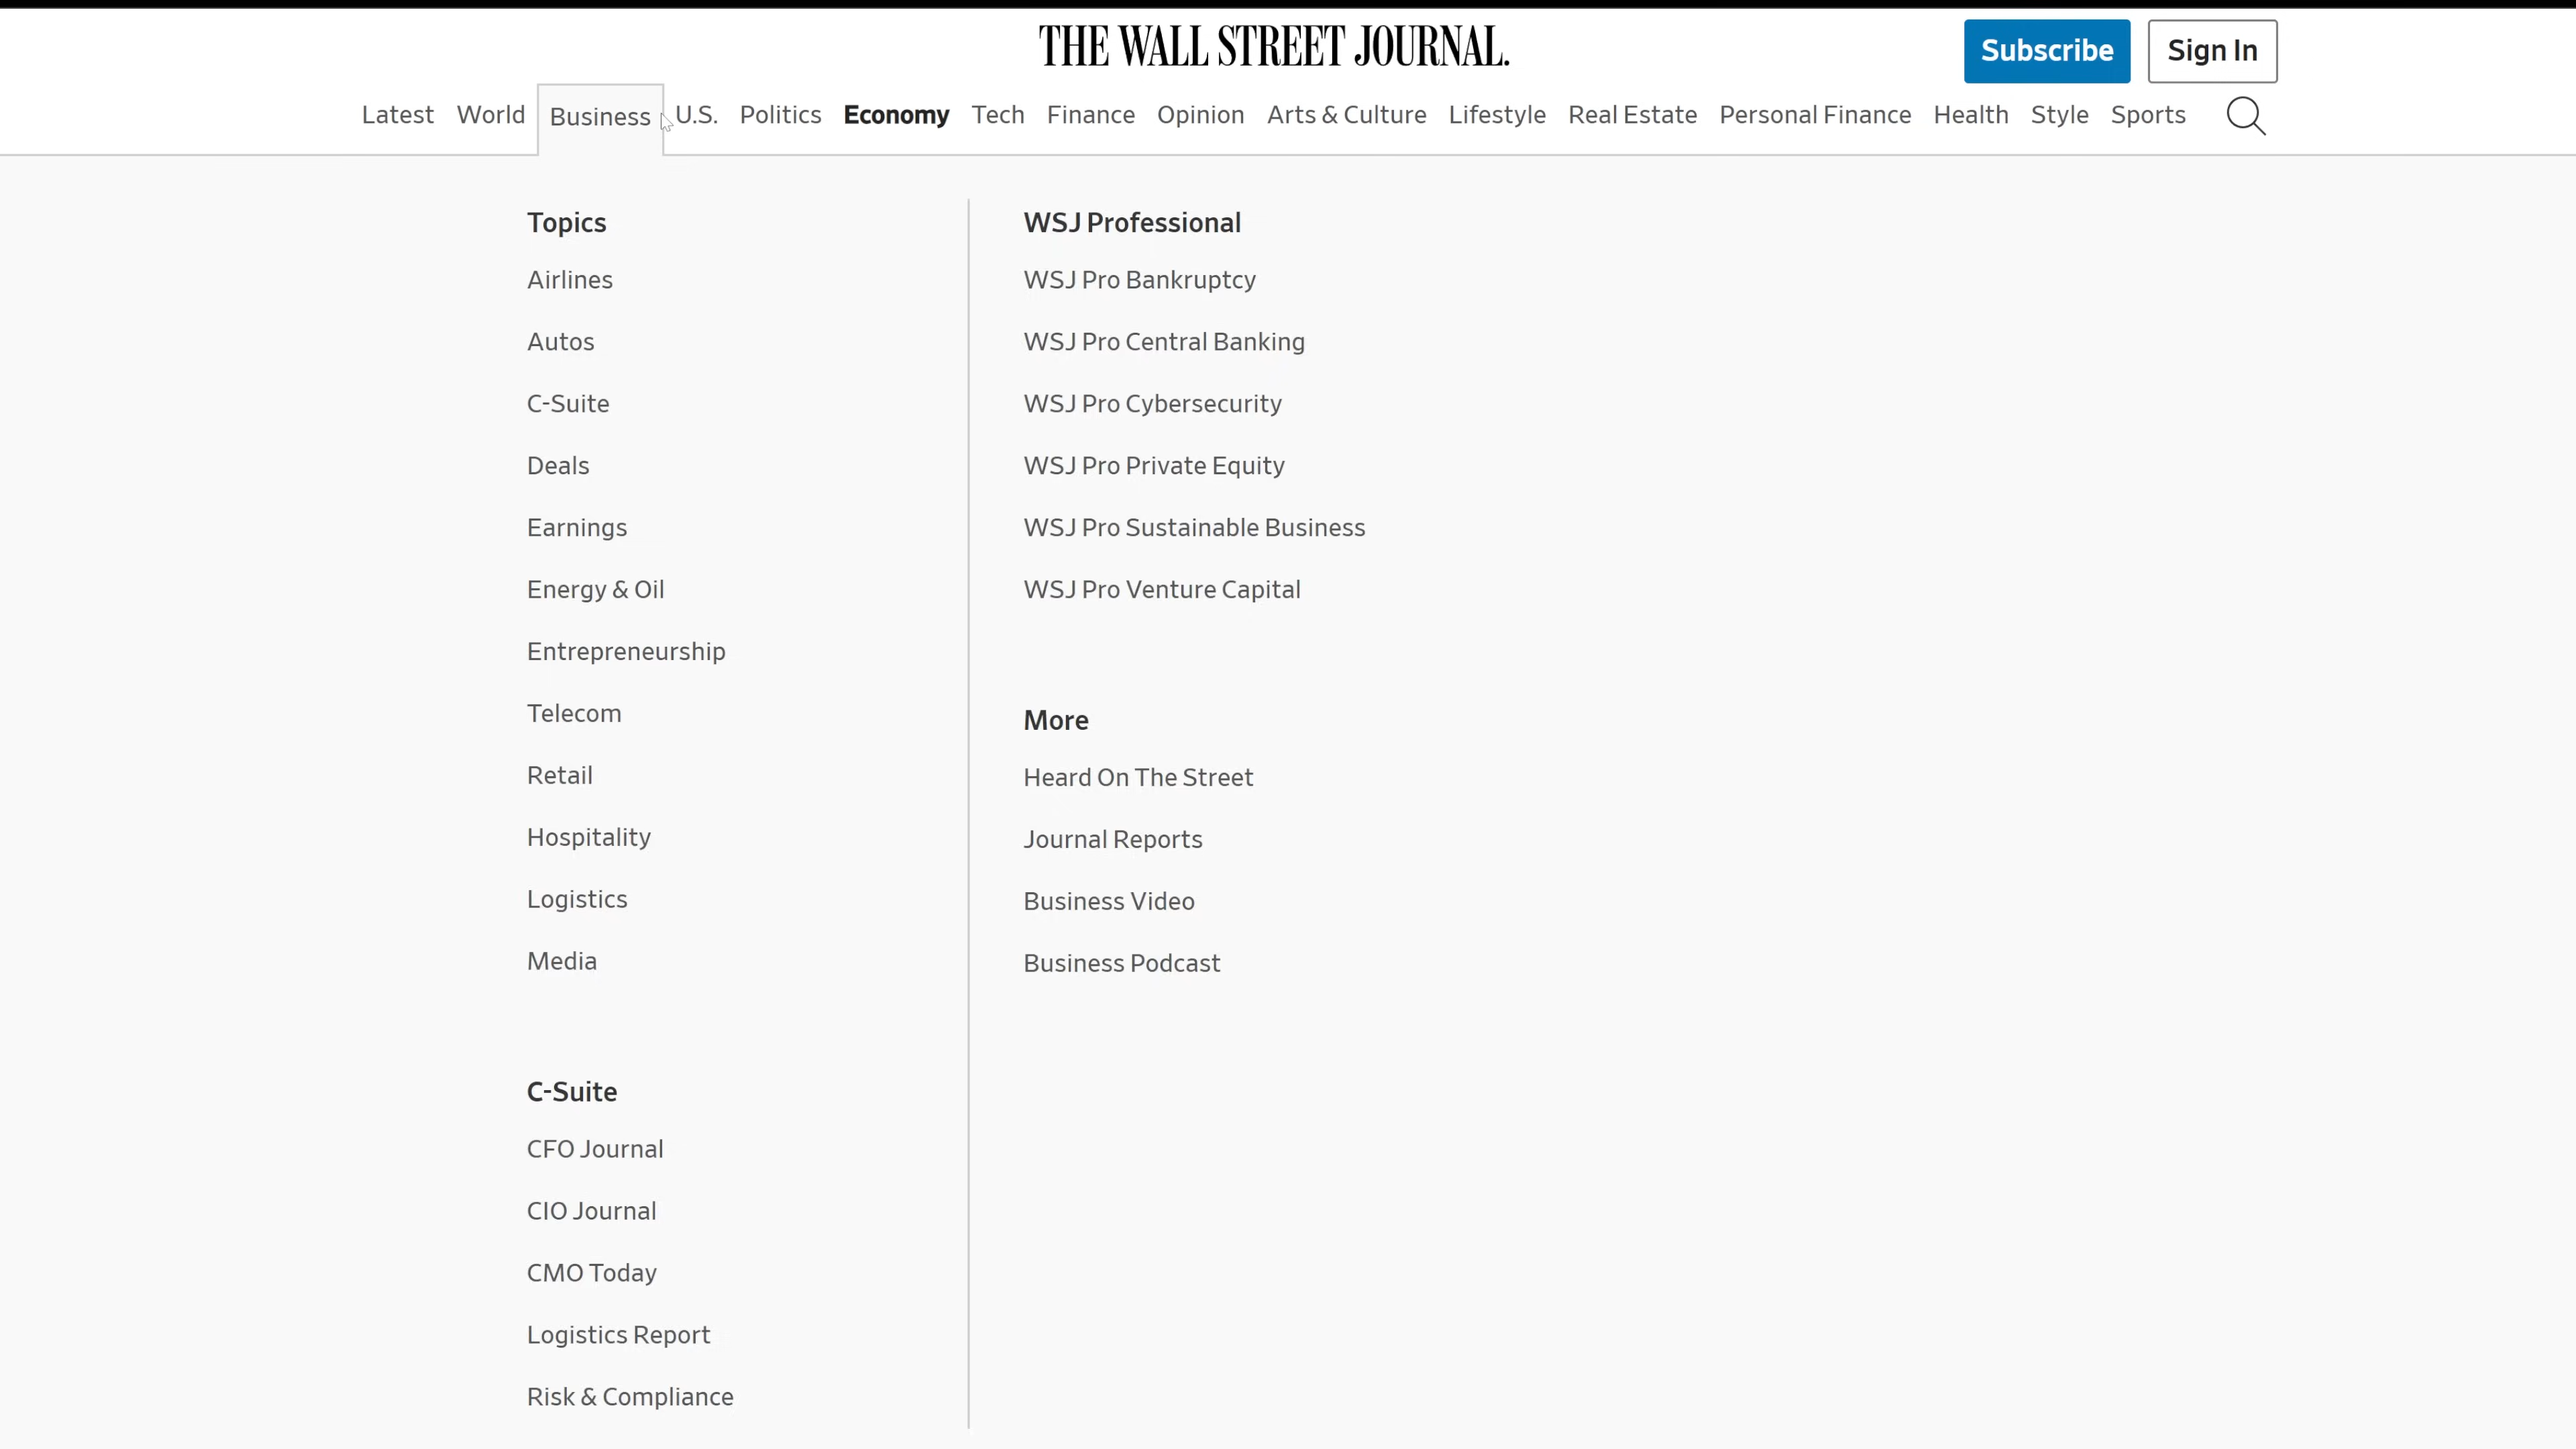 THE WALL STREET JOURNAL.
Subscribe
Sign In
Latest World Business U.S. Politics Economy Tech Finance Opinion Arts & Culture Lifestyle Real Estate Personal Finance Health Style Sports
Topics
Airlines
Autos
C-Suite
Deals
Earnings
Energy & Oil
Entrepreneurship
Telecom
Retail
Hospitality
Logistics
Media
C-Suite
CFO Journal
CIO Journal
CMO Today
Logistics Report
Risk & Compliance
WSJ Professional
WSJ Pro Bankruptcy
WSJ Pro Central Banking
WSJ Pro Cybersecurity
WSJ Pro Private Equity
WSJ Pro Sustainable Business
WSJ Pro Venture Capital
More
Heard On The Street
Journal Reports
Business Video
Business Podcast